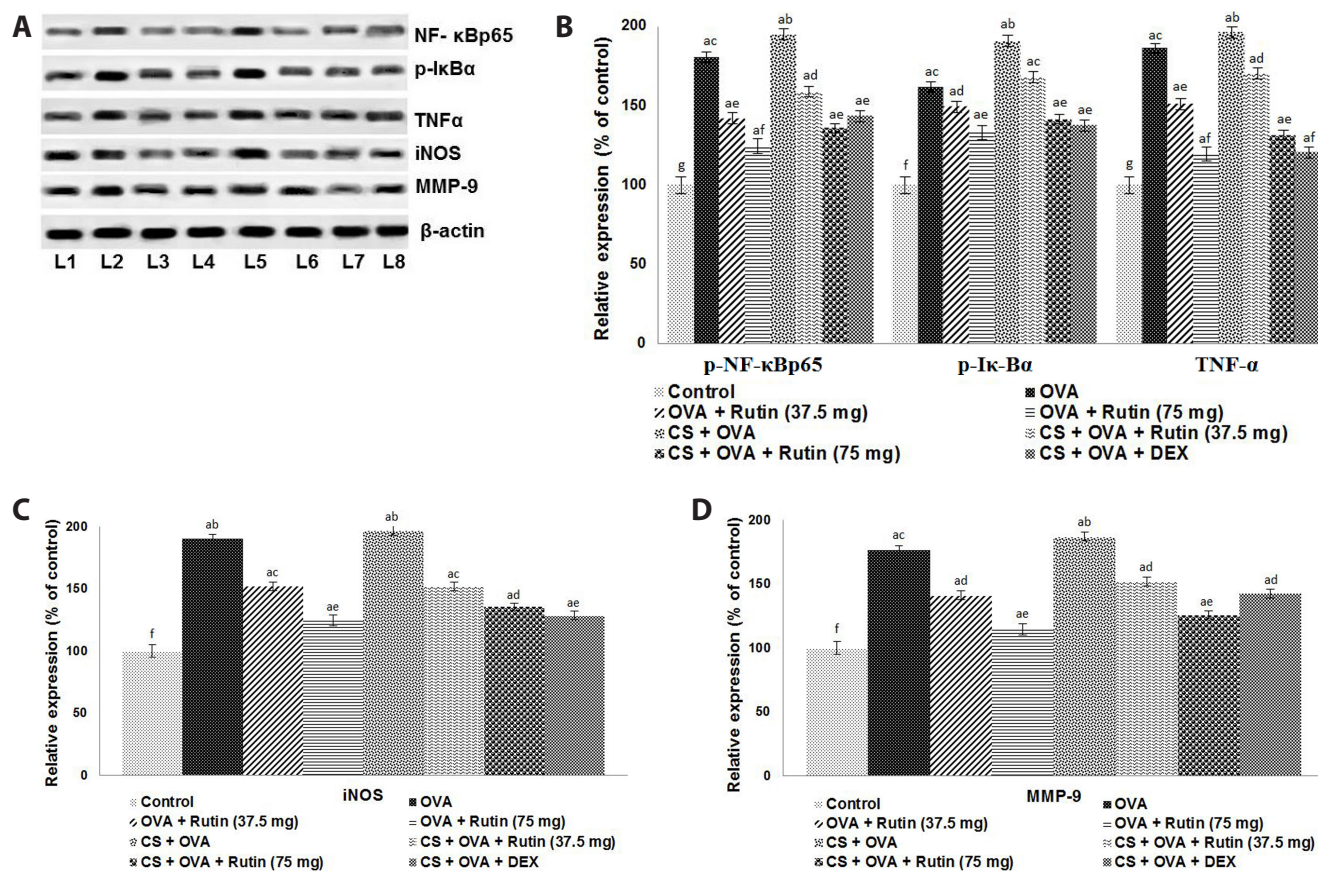 A
NF- κBp65
p-IκBα
TNFα
iNOS
MMP-9
β-actin
L1 L2 L3 L4 L5 L6 L7 L8
B
Relative expression (% of control)
200
150
100
50
0
g ac ae af ab ad ae ae
f ac ad ae ab ac ae ae
g ac ae af ab ad ae af
p-NF-κBp65 p-Iκ-Bα TNF-α
Control OVA
OVA + Rutin (37.5 mg) OVA + Rutin (75 mg)
CS + OVA CS + OVA + Rutin (37.5 mg)
CS + OVA + Rutin (75 mg) CS + OVA + DEX
C
Relative expression (% of control)
200
150
100
50
0
f ab ac ae ab ac ad ae
iNOS
Control OVA
OVA + Rutin (37.5 mg) OVA + Rutin (75 mg)
CS + OVA CS + OVA + Rutin (37.5 mg)
CS + OVA + Rutin (75 mg) CS + OVA + DEX
D
Relative expression (% of control)
200
150
100
50
0
f ac ad ae ab ad ae ad
MMP-9
Control OVA
OVA + Rutin (37.5 mg) OVA + Rutin (75 mg)
CS + OVA CS + OVA + Rutin (37.5 mg)
CS + OVA + Rutin (75 mg) CS + OVA + DEX